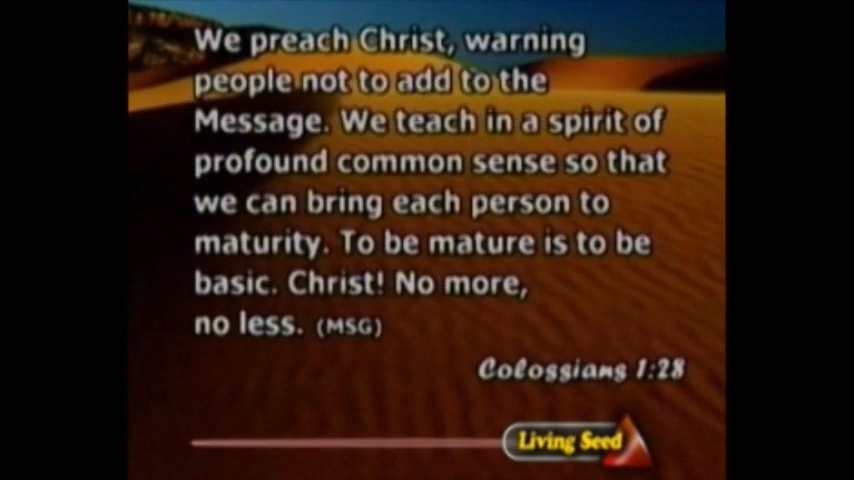 We preach Christ, warning
people not to add to the
Message. We teach in a spirit of
profound common sense so that
we can bring each person to
maturity. To be mature is to be
basic. Christ! No more,
no less. (MSG)
Colossians 1:28
Living Seed